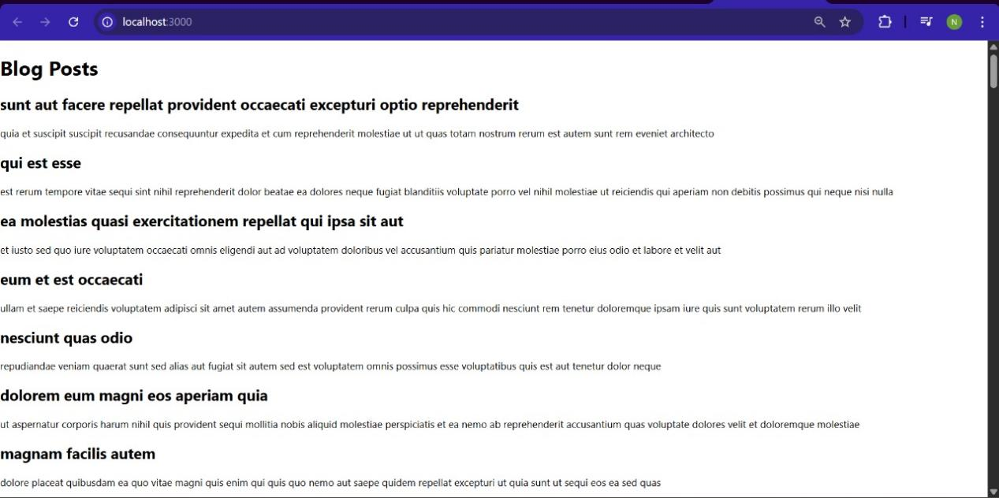 localhost:3000
N
Blog Posts
sunt aut facere repellat provident occaecati excepturi optio reprehenderit
quia et suscipit suscipit recusandae consequuntur expedita et cum reprehenderit molestiae ut ut quas totam nostrum rerum est autem sunt rem eveniet architecto
qui est esse
est rerum tempore vitae sequi sint nihil reprehenderit dolor beatae ea dolores neque fugiat blanditiis voluptate porro vel nihil molestiae ut reiciendis qui aperiam non debitis possimus qui neque nisi nulla
ea molestias quasi exercitationem repellat qui ipsa sit aut
et iusto sed quo iure voluptatem occaecati omnis eligendi aut ad voluptatem doloribus vel accusantium quis pariatur molestiae porro eius odio et labore et velit aut
eum et est occaecati
ullam et saepe reiciendis voluptatem adipisci sit amet autem assumenda provident rerum culpa quis hic commodi nesciunt rem tenetur doloremque ipsam iure quis sunt voluptatem rerum illo velit
nesciunt quas odio
repudiandae veniam quaerat sunt sed alias aut fugiat sit autem sed est voluptatem omnis possimus esse voluptatibus quis est aut tenetur dolor neque
dolorem eum magni eos aperiam quia
ut aspernatur corporis harum nihil quis provident sequi mollitia nobis aliquid molestiae perspiciatis et ea nemo ab reprehenderit accusantium quas voluptate dolores velit et doloremque molestiae
magnam facilis autem
dolore placeat quibusdam ea quo vitae magni quis enim qui quis quo nemo aut saepe quidem repellat excepturi ut quia sunt ut sequi eos ea sed quas